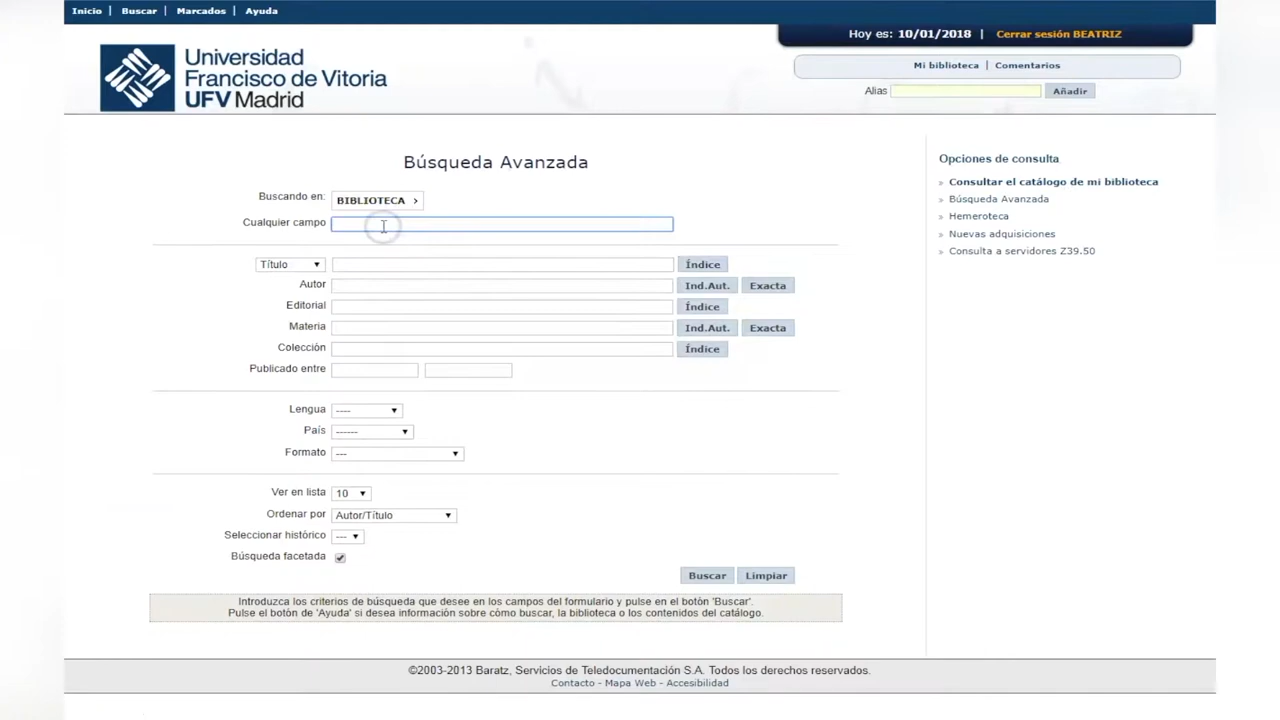 Inicio | Buscar | Marcados | Ayuda
Hoy es: 10/01/2018 | Cerrar sesión BEATRIZ
Universidad
Francisco de Vitoria
UFV Madrid
Mi biblioteca | Comentarios
Alias Añadir
Búsqueda Avanzada
Buscando en: BIBLIOTECA ›
Cualquier campo
Título Índice
Autor Ind.Aut. Exacta
Editorial Índice
Materia Ind.Aut. Exacta
Colección Índice
Publicado entre
Lengua ----
País ------
Formato ---
Ver en lista 10
Ordenar por Autor/Título
Seleccionar histórico ---
Búsqueda facetada
Buscar Limpiar
Introduzca los criterios de búsqueda que desee en los campos del formulario y pulse en el botón 'Buscar'.
Pulse el botón de 'Ayuda' si desea información sobre cómo buscar, la biblioteca o los contenidos del catálogo.
Opciones de consulta
» Consultar el catálogo de mi biblioteca
» Búsqueda Avanzada
» Hemeroteca
» Nuevas adquisiciones
» Consulta a servidores Z39.50
©2003-2013 Baratz, Servicios de Teledocumentación S.A. Todos los derechos reservados.
Contacto - Mapa Web - Accesibilidad